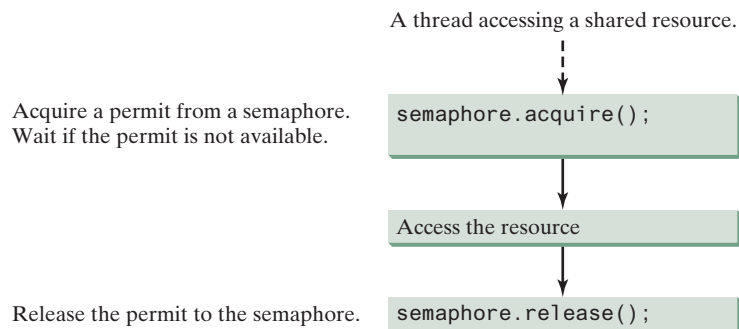 A thread accessing a shared resource.
Acquire a permit from a semaphore.
Wait if the permit is not available.
semaphore.acquire();
Access the resource
Release the permit to the semaphore.
semaphore.release();